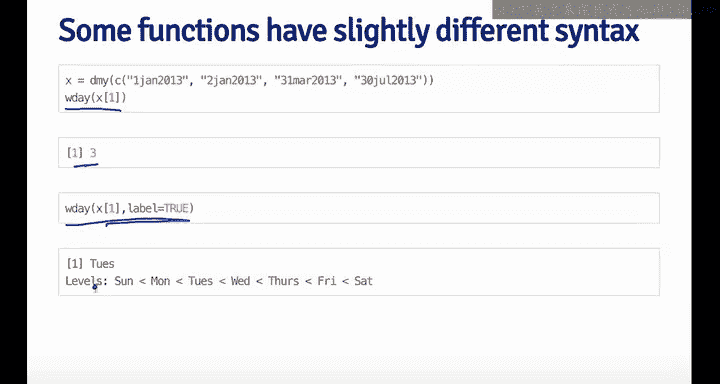 Some functions have slightly different syntax
x = dmy(c("1jan2013", "2jan2013", "31mar2013", "30jul2013"))
wday(x[1])
[1] 3
wday(x[1],label=TRUE)
[1] Tues
Levels: Sun < Mon < Tues < Wed < Thurs < Fri < Sat